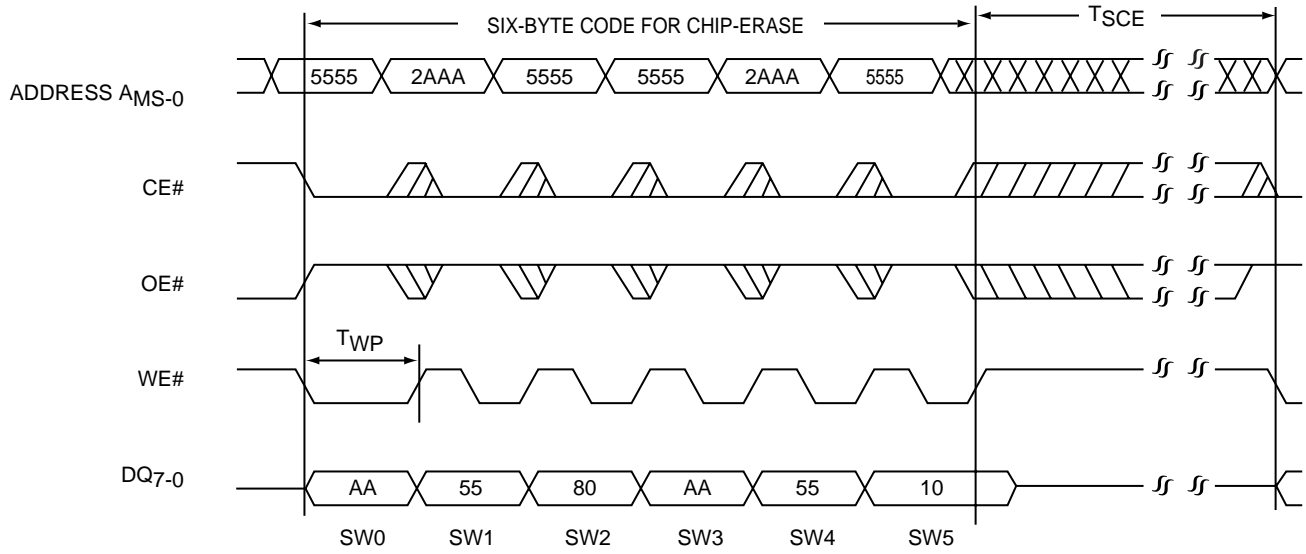 SIX-BYTE CODE FOR CHIP-ERASE TSCE
ADDRESS AMS-0 5555 2AAA 5555 5555 2AAA 5555
CE#
OE#
TWP
WE#
DQ7-0 AA 55 80 AA 55 10
SW0 SW1 SW2 SW3 SW4 SW5